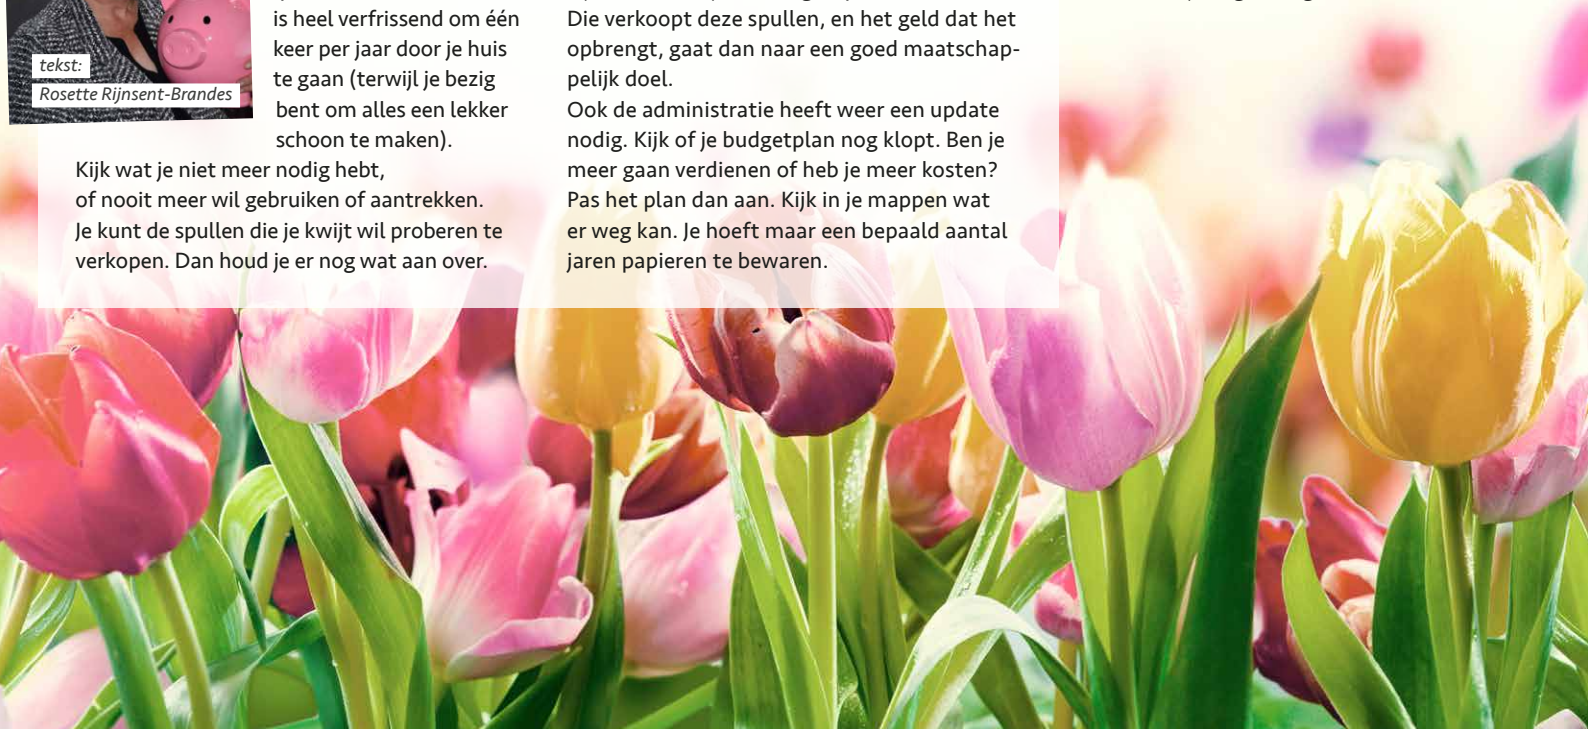 tekst:
Rosette Rijnsent-Brandes
is heel verfrissend om één
keer per jaar door je huis
te gaan (terwijl je bezig
bent om alles een lekker
schoon te maken).
Kijk wat je niet meer nodig hebt,
of nooit meer wil gebruiken of aantrekken.
Je kunt de spullen die je kwijt wil proberen te
verkopen. Dan houd je er nog wat aan over.
Die verkoopt deze spullen, en het geld dat het
opbrengt, gaat dan naar een goed maatschap-
pelijk doel.
Ook de administratie heeft weer een update
nodig. Kijk of je budgetplan nog klopt. Ben je
meer gaan verdienen of heb je meer kosten?
Pas het plan dan aan. Kijk in je mappen wat
er weg kan. Je hoeft maar een bepaald aantal
jaren papieren te bewaren.